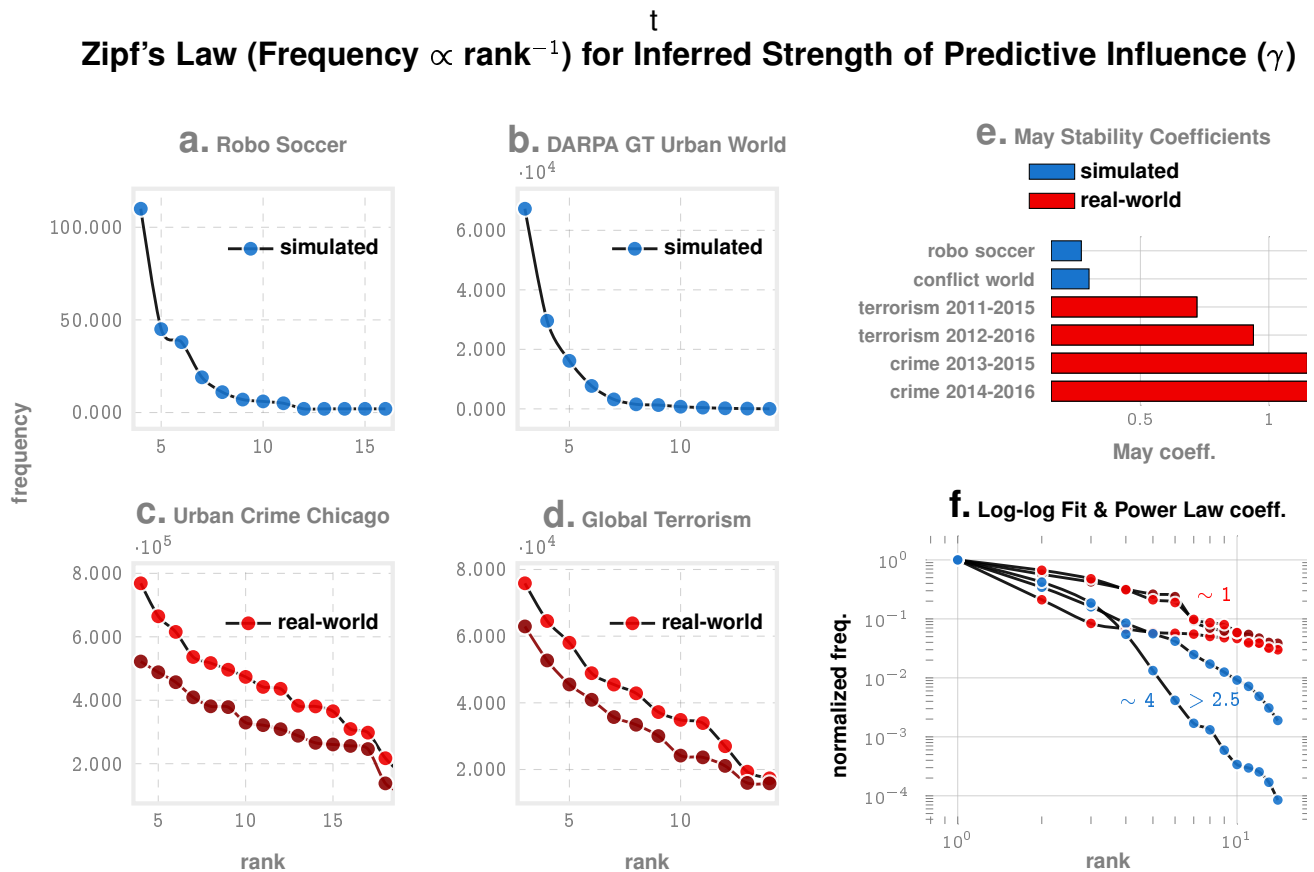 t
Zipf's Law (Frequency ∝ rank⁻¹) for Inferred Strength of Predictive Influence (γ)
a. Robo Soccer
100.000
50.000
0.000
simulated
5
10
15
b. DARPA GT Urban World
·10⁴
6.000
4.000
2.000
0.000
simulated
5
10
e. May Stability Coefficients
simulated
real-world
robo soccer
conflict world
terrorism 2011-2015
terrorism 2012-2016
crime 2013-2015
crime 2014-2016
0.5
1
May coeff.
frequency
c. Urban Crime Chicago
·10⁵
8.000
6.000
4.000
2.000
real-world
5
10
15
rank
d. Global Terrorism
·10⁴
8.000
6.000
4.000
2.000
real-world
5
10
rank
f. Log-log Fit & Power Law coeff.
normalized freq.
10⁰
10⁻¹
10⁻²
10⁻³
10⁻⁴
~ 1
~ 4
> 2.5
10⁰
10¹
rank